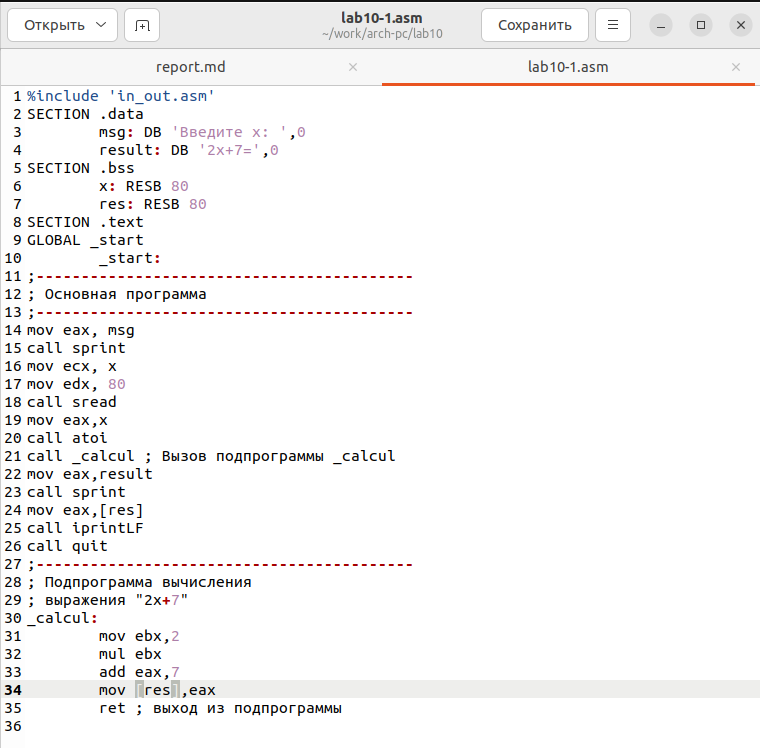 Открыть
lab10-1.asm
~/work/arch-pc/lab10
Сохранить
report.md
lab10-1.asm
1 %include 'in_out.asm'
2 SECTION .data
3 msg: DB 'Введите x: ',0
4 result: DB '2x+7=',0
5 SECTION .bss
6 x: RESB 80
7 res: RESB 80
8 SECTION .text
9 GLOBAL _start
10 _start:
11 ;------------------------------------------
12 ; Основная программа
13 ;------------------------------------------
14 mov eax, msg
15 call sprint
16 mov ecx, x
17 mov edx, 80
18 call sread
19 mov eax,x
20 call atoi
21 call _calcul ; Вызов подпрограммы _calcul
22 mov eax,result
23 call sprint
24 mov eax,[res]
25 call iprintLF
26 call quit
27 ;------------------------------------------
28 ; Подпрограмма вычисления
29 ; выражения "2x+7"
30 _calcul:
31 mov ebx,2
32 mul ebx
33 add eax,7
34 mov [res],eax
35 ret ; выход из подпрограммы
36